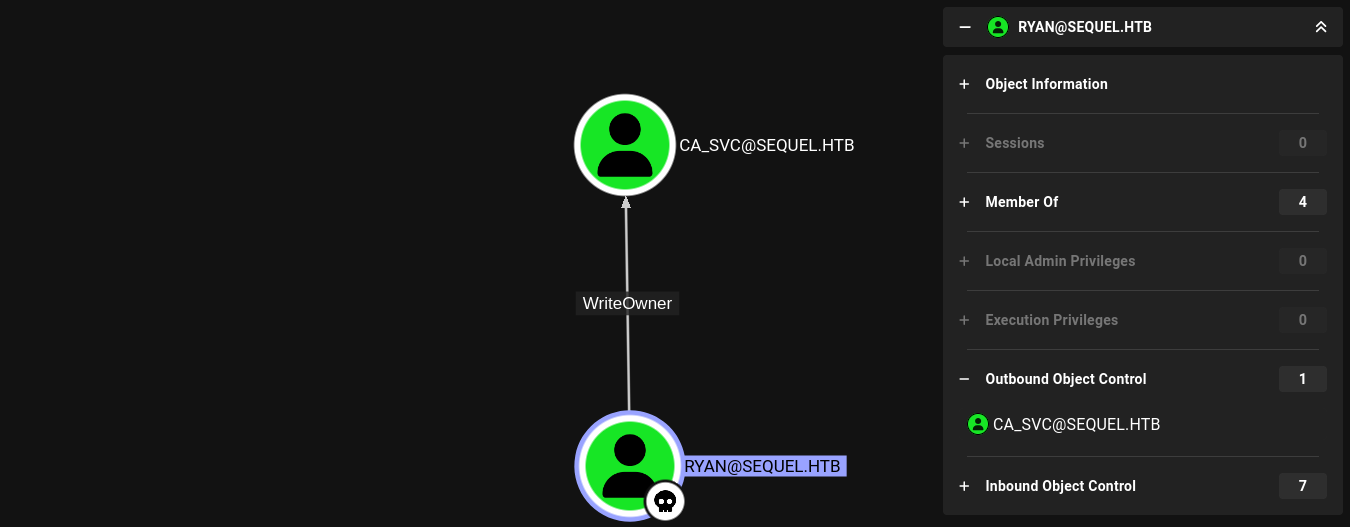 CA_SVC@SEQUEL.HTB
WriteOwner
RYAN@SEQUEL.HTB
RYAN@SEQUEL.HTB
Object Information
Sessions 0
Member Of 4
Local Admin Privileges 0
Execution Privileges 0
Outbound Object Control 1
CA_SVC@SEQUEL.HTB
Inbound Object Control 7